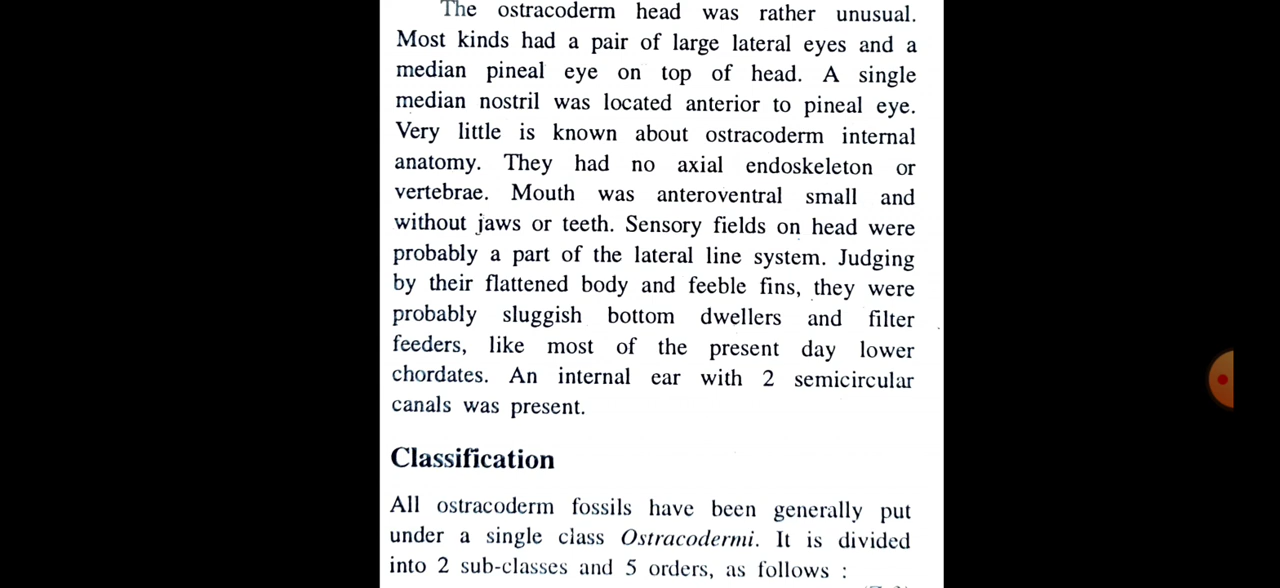 The ostracoderm head was rather unusual.
Most kinds had a pair of large lateral eyes and a
median pineal eye on top of head. A single
median nostril was located anterior to pineal eye.
Very little is known about ostracoderm internal
anatomy. They had no axial endoskeleton or
vertebrae. Mouth was anteroventral small and
without jaws or teeth. Sensory fields on head were
probably a part of the lateral line system. Judging
by their flattened body and feeble fins, they were
probably sluggish bottom dwellers and filter
feeders, like most of the present day lower
chordates. An internal ear with 2 semicircular
canals was present.
Classification
All ostracoderm fossils have been generally put
under a single class Ostracodermi. It is divided
into 2 sub-classes and 5 orders, as follows :